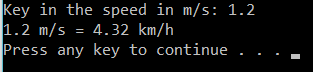 Key in the speed in m/s: 1.2
1.2 m/s = 4.32 km/h
Press any key to continue . . .